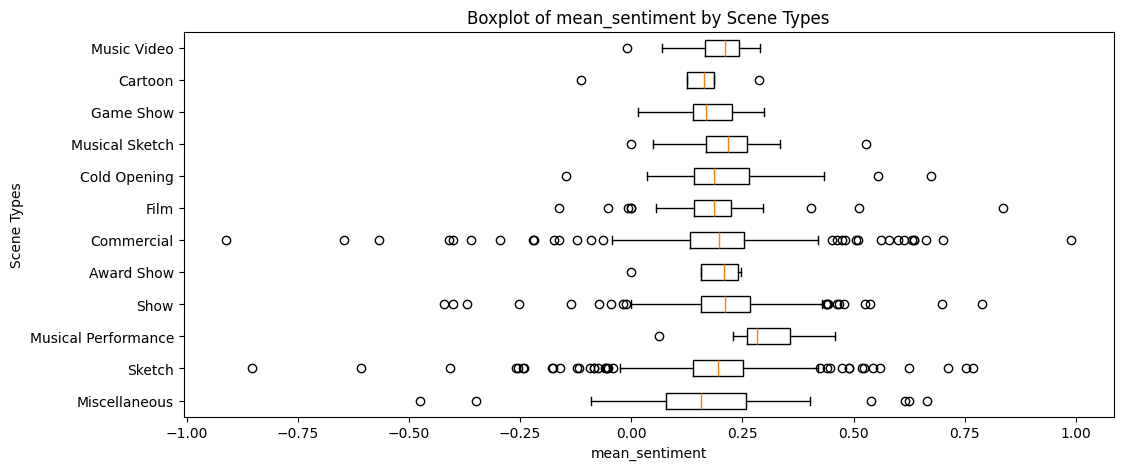 Boxplot of mean_sentiment by Scene Types
Scene Types
Music Video
Cartoon
Game Show
Musical Sketch
Cold Opening
Film
Commercial
Award Show
Show
Musical Performance
Sketch
Miscellaneous
−1.00 −0.75 −0.50 −0.25 0.00 0.25 0.50 0.75 1.00
mean_sentiment